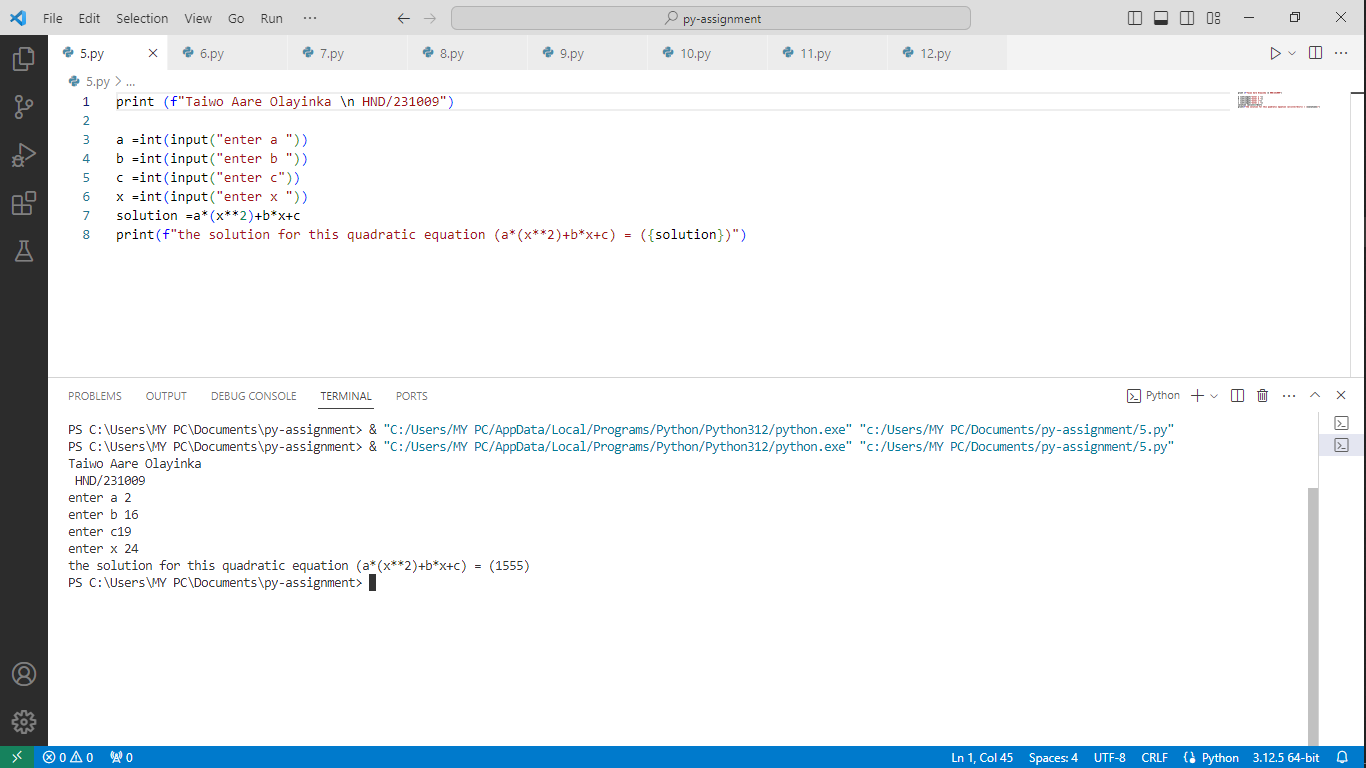 File Edit Selection View Go Run ··· py-assignment
5.py 6.py 7.py 8.py 9.py 10.py 11.py 12.py
5.py > ...
1 print (f"Taiwo Aare Olayinka \n HND/231009")
2
3 a =int(input("enter a "))
4 b =int(input("enter b "))
5 c =int(input("enter c"))
6 x =int(input("enter x "))
7 solution =a*(x**2)+b*x+c
8 print(f"the solution for this quadratic equation (a*(x**2)+b*x+c) = ({solution})")
PROBLEMS OUTPUT DEBUG CONSOLE TERMINAL PORTS Python
PS C:\Users\MY PC\Documents\py-assignment> & "C:/Users/MY PC/AppData/Local/Programs/Python/Python312/python.exe" "c:/Users/MY PC/Documents/py-assignment/5.py"
PS C:\Users\MY PC\Documents\py-assignment> & "C:/Users/MY PC/AppData/Local/Programs/Python/Python312/python.exe" "c:/Users/MY PC/Documents/py-assignment/5.py"
Taiwo Aare Olayinka
 HND/231009
enter a 2
enter b 16
enter c19
enter x 24
the solution for this quadratic equation (a*(x**2)+b*x+c) = (1555)
PS C:\Users\MY PC\Documents\py-assignment>
0 0 0 Ln 1, Col 45 Spaces: 4 UTF-8 CRLF Python 3.12.5 64-bit